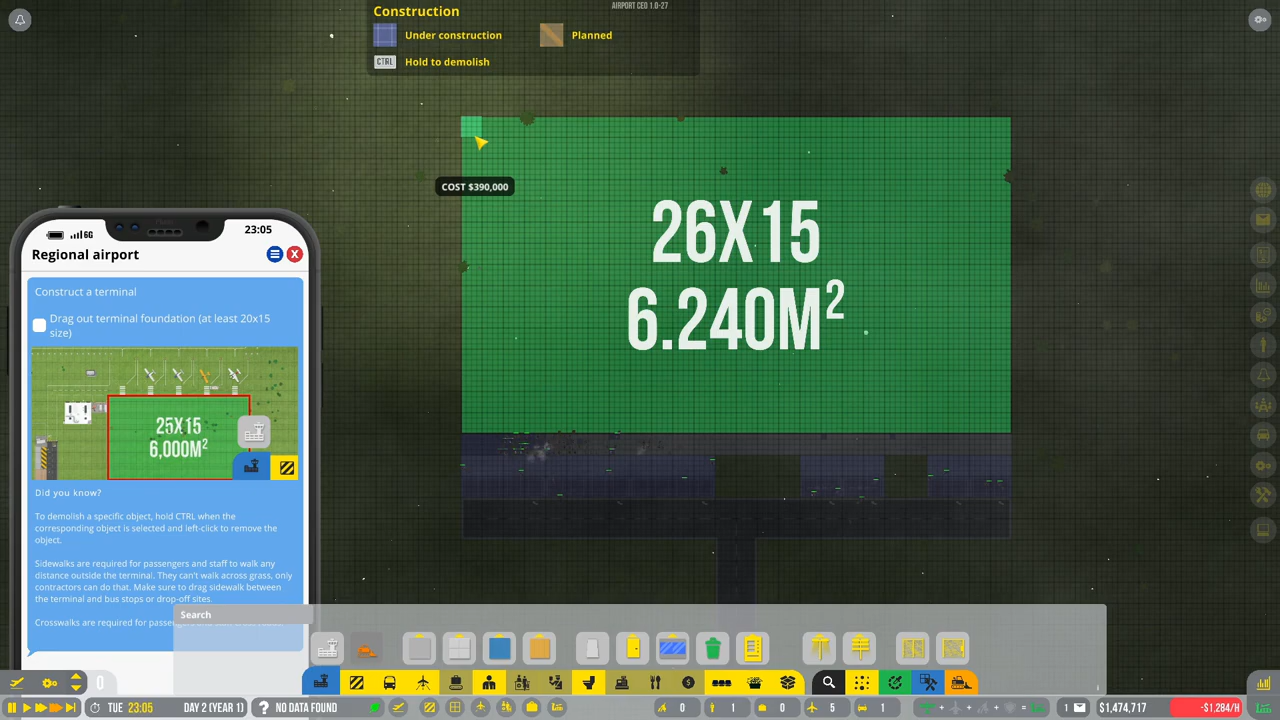 AIRPORT CEO 1.0-27
Construction
Under construction
Planned
CTRL Hold to demolish
COST $390,000
26X15
6.240M²
6G
23:05
Regional airport
Construct a terminal
Drag out terminal foundation (at least 20x15
size)
25X15
6,000M²
Did you know?
To demolish a specific object, hold CTRL when the
corresponding object is selected and left-click to remove the
object.
Sidewalks are required for passengers and staff to walk any
distance outside the terminal. They can't walk across grass, only
contractors can do that. Make sure to drag sidewalk between
the terminal and bus stops or drop-off sites.
Crosswalks are required for
Search
0
TUE 23:05
DAY 2 (YEAR 1)
? NO DATA FOUND
0
1
0
5
1
1
$1,474,717
-$1.284/H